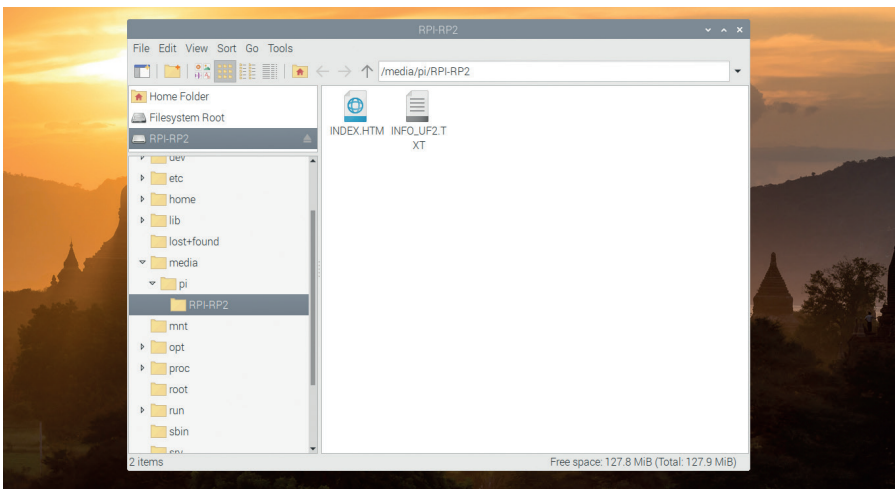 RPI-RP2
File Edit View Sort Go Tools
/media/pi/RPI-RP2
Home Folder
Filesystem Root
RPI-RP2
dev
etc
home
lib
lost+found
media
pi
RPI-RP2
mnt
opt
proc
root
run
sbin
srv
INDEX.HTM INFO_UF2.T
XT
2 items
Free space: 127.8 MiB (Total: 127.9 MiB)